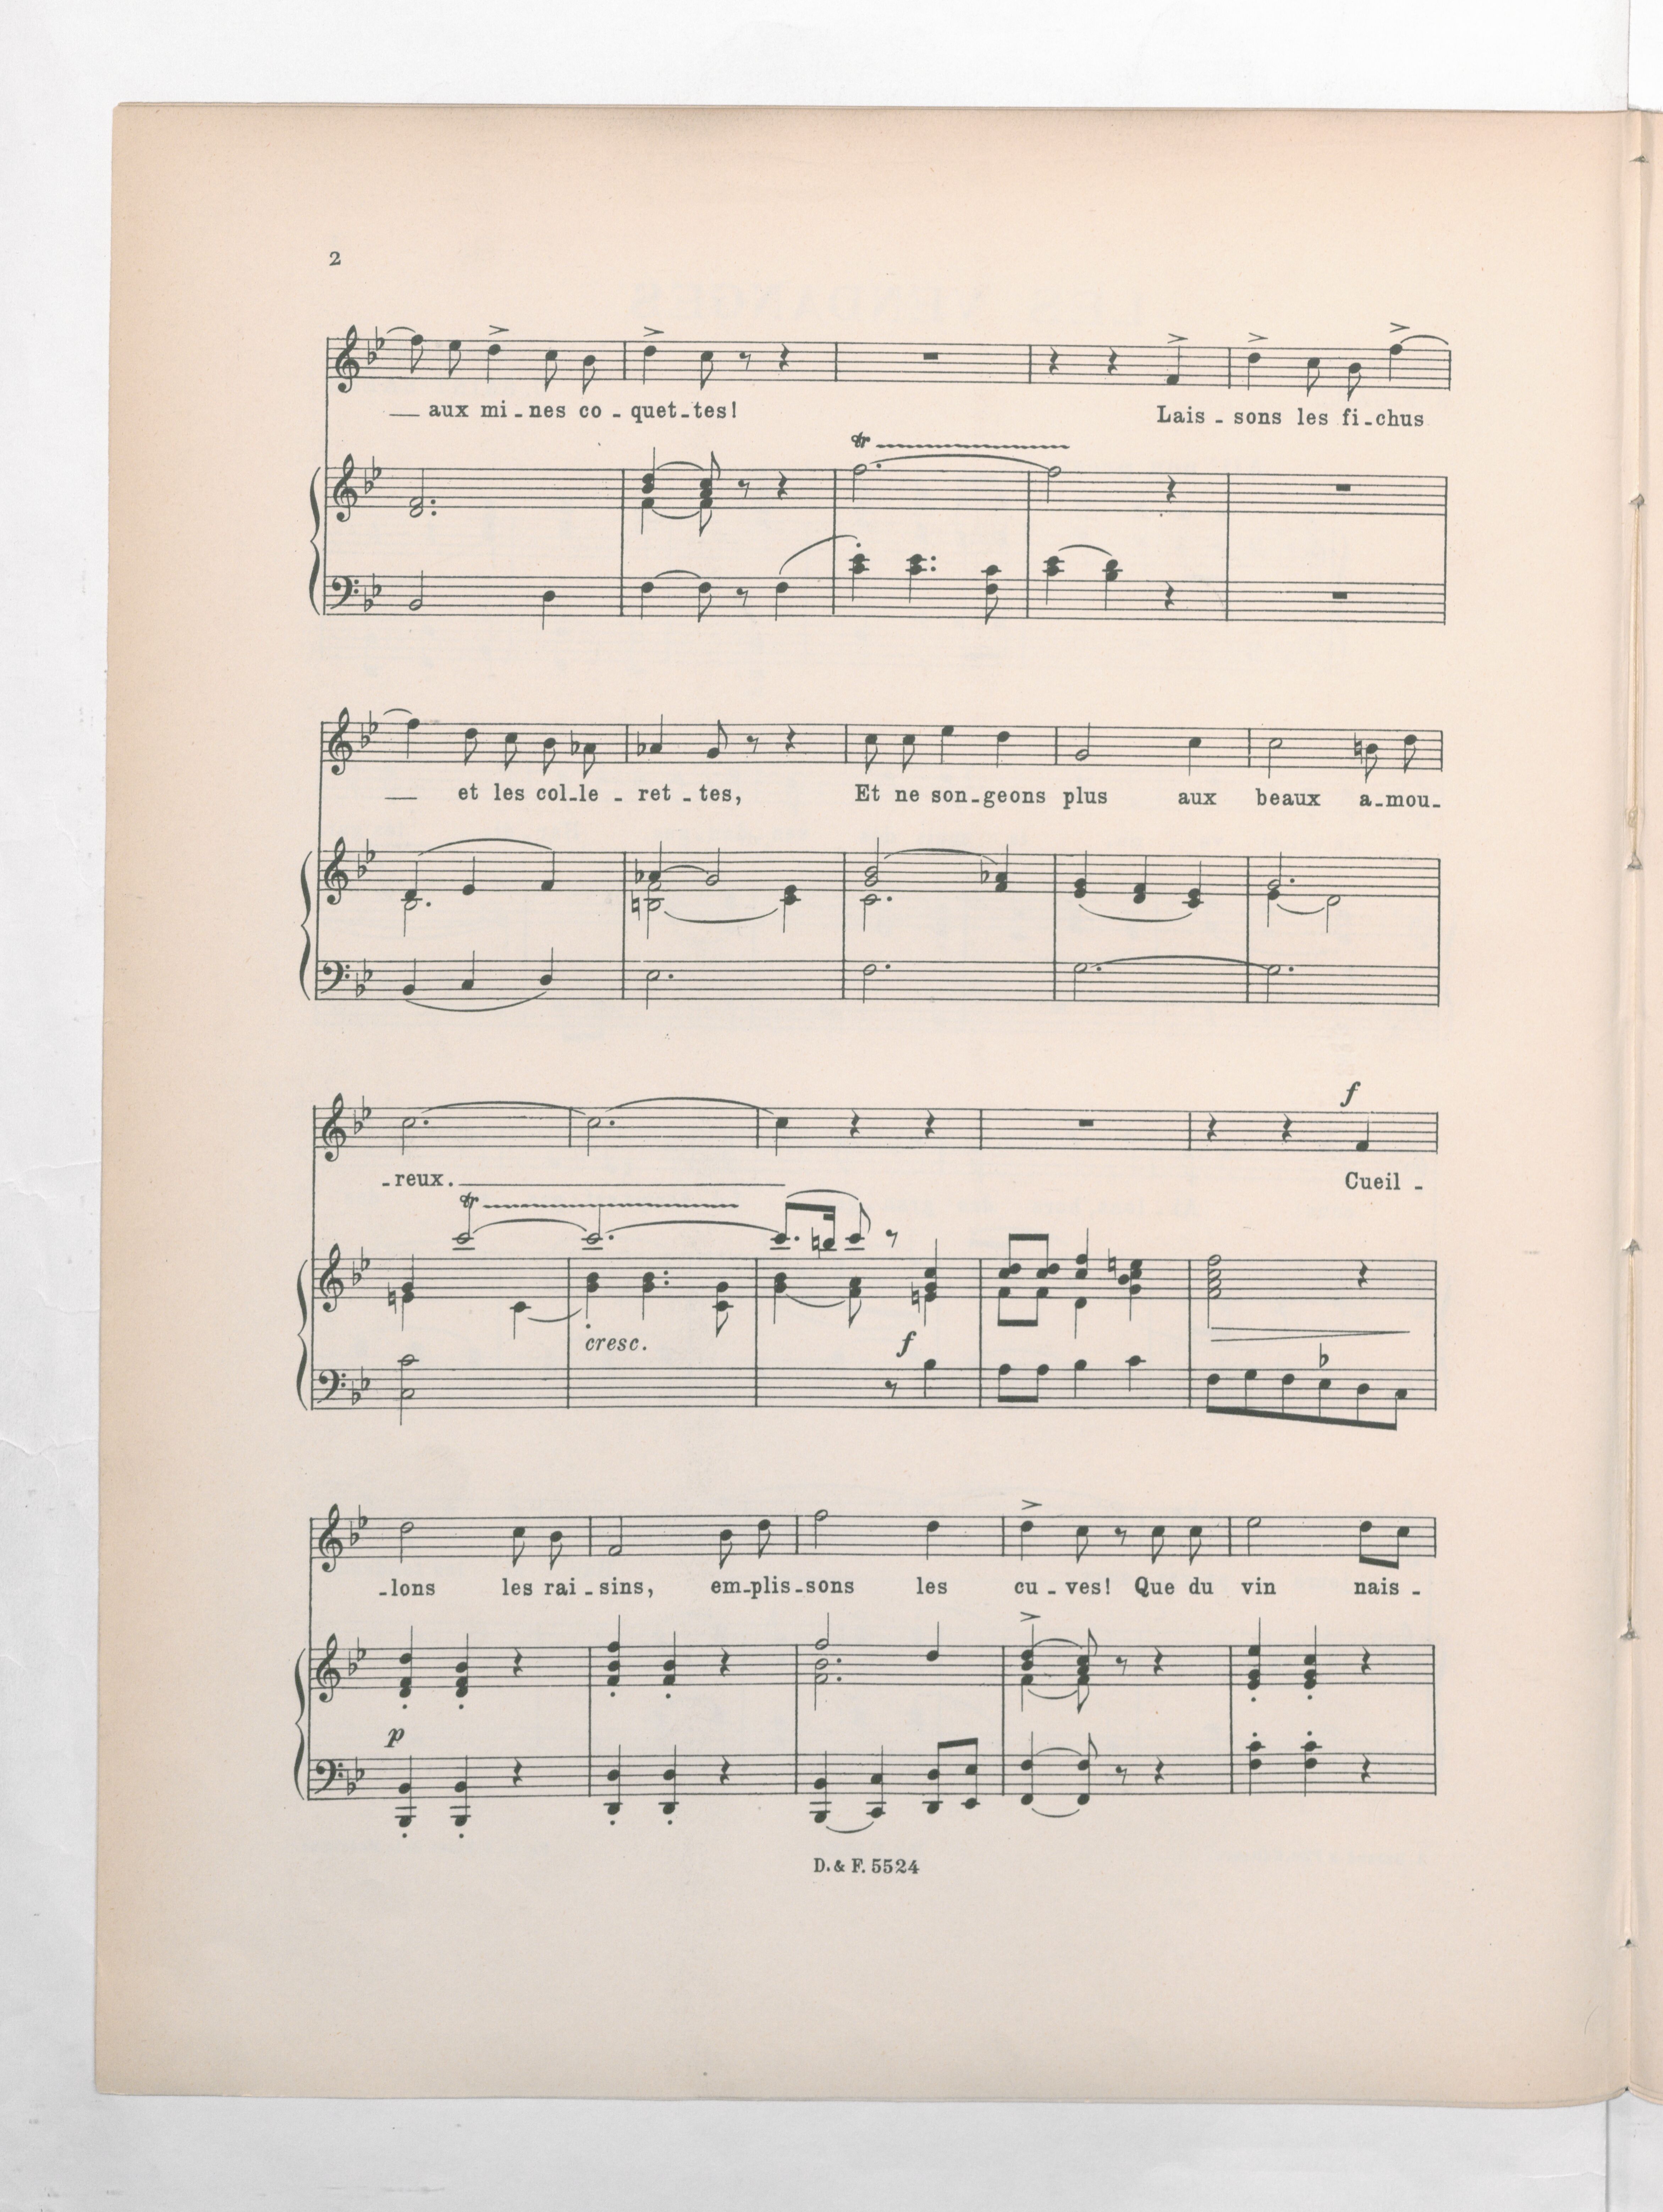 2
aux mi-nes co-quet-tes! Lais-sons les fi-chus
tr
et les col-le-ret-tes, Et ne son-geons plus aux beaux a-mou-
f
-reux. Cueil-
tr
cresc. f
-lons les rai-sins, em-plis-sons les cu-ves! Que du vin nais-
p
D. & F. 5524